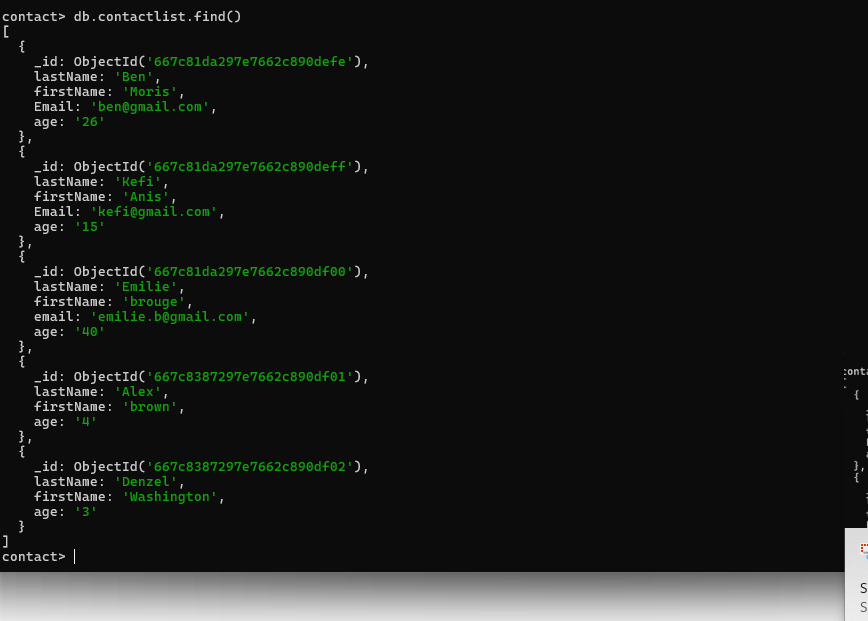 contact> db.contactlist.find()
[
  {
    _id: ObjectId('667c81da297e7662c890defe'),
    lastName: 'Ben',
    firstName: 'Moris',
    Email: 'ben@gmail.com',
    age: '26'
  },
  {
    _id: ObjectId('667c81da297e7662c890deff'),
    lastName: 'Kefi',
    firstName: 'Anis',
    Email: 'kefi@gmail.com',
    age: '15'
  },
  {
    _id: ObjectId('667c81da297e7662c890df00'),
    lastName: 'Emilie',
    firstName: 'brouge',
    email: 'emilie.b@gmail.com',
    age: '40'
  },
  {
    _id: ObjectId('667c8387297e7662c890df01'),
    lastName: 'Alex',
    firstName: 'brown',
    age: '4'
  },
  {
    _id: ObjectId('667c8387297e7662c890df02'),
    lastName: 'Denzel',
    firstName: 'Washington',
    age: '3'
  }
]
contact>
conta
{
},
{
S
S